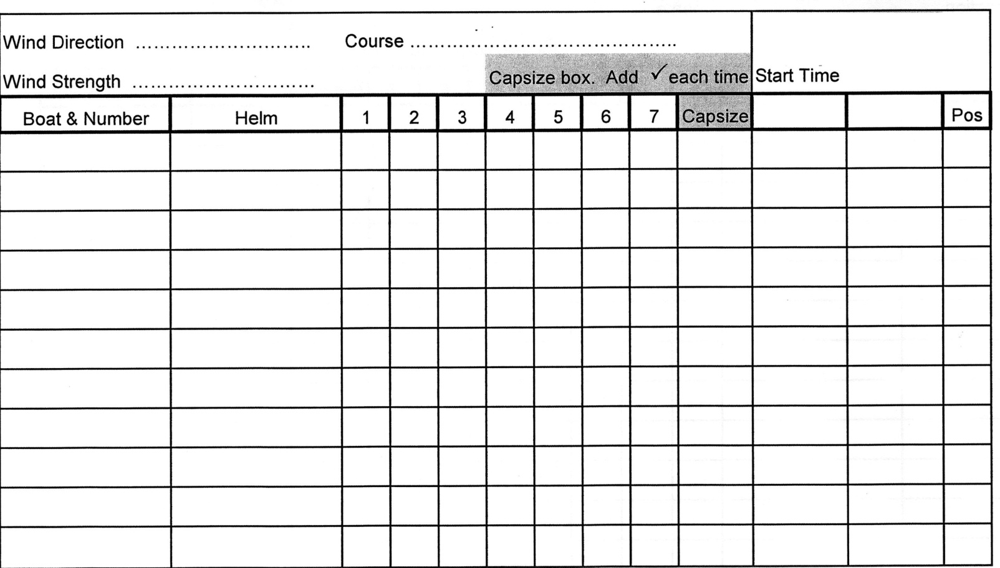 Wind Direction ................................ Course ................................................
Wind Strength ................................ Capsize box. Add ✓ each time Start Time
Boat & Number Helm 1 2 3 4 5 6 7 Capsize Pos